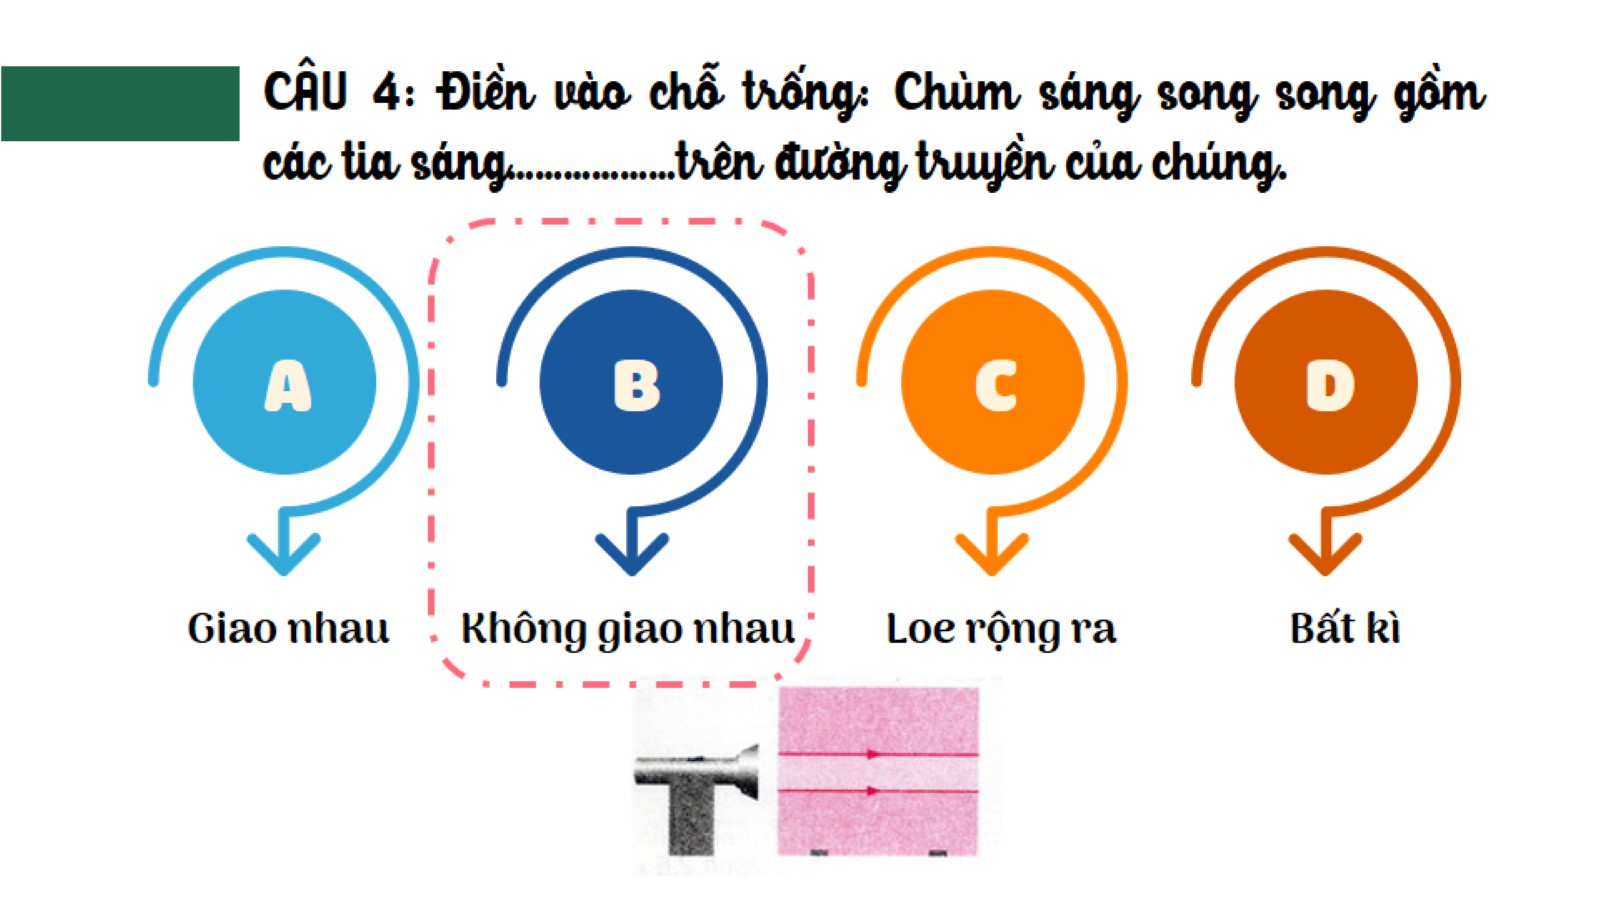 CÂU 4: Điền vào chỗ trống: Chùm sáng song song gồm
các tia sáng..................trên đường truyền của chúng.
A
B
C
D
Giao nhau
Không giao nhau
Loe rộng ra
Bất kì